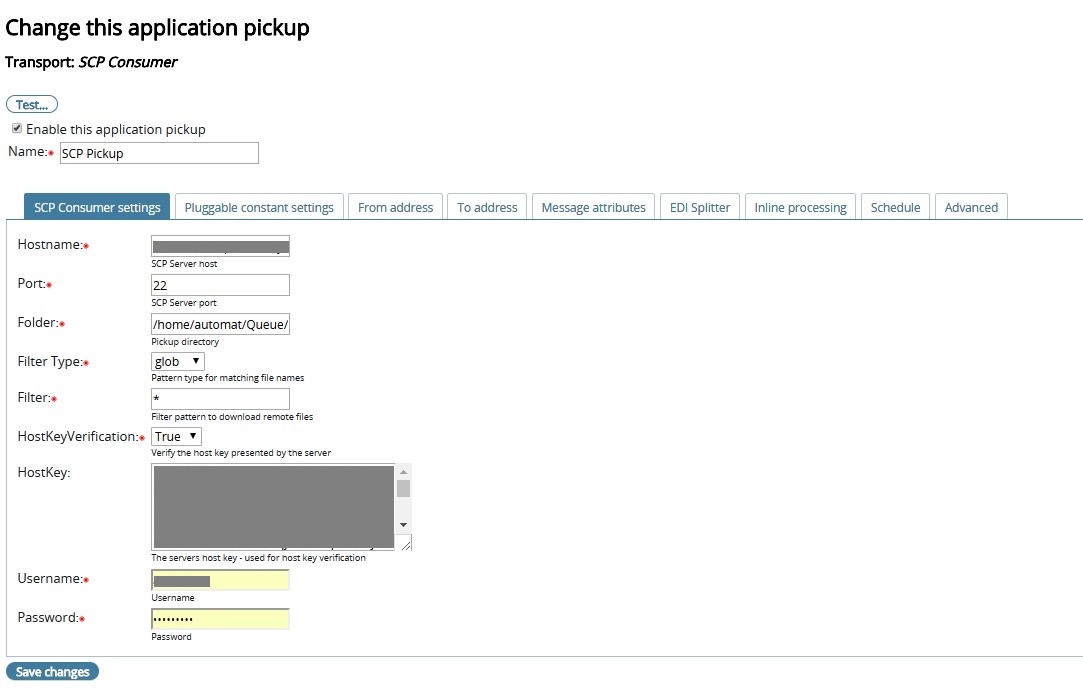 Change this application pickup
Transport: SCP Consumer
Test...
Enable this application pickup
Name: SCP Pickup
SCP Consumer settings Pluggable constant settings From address To address Message attributes EDI Splitter Inline processing Schedule Advanced
Hostname:
SCP Server host
Port: 22
SCP Server port
Folder: /home/automat/Queue/
Pickup directory
Filter Type: glob
Pattern type for matching file names
Filter: *
Filter pattern to download remote files
HostKeyVerification: True
Verify the host key presented by the server
HostKey:
The servers host key - used for host key verification
Username:
Username
Password: •••••••••
Password
Save changes